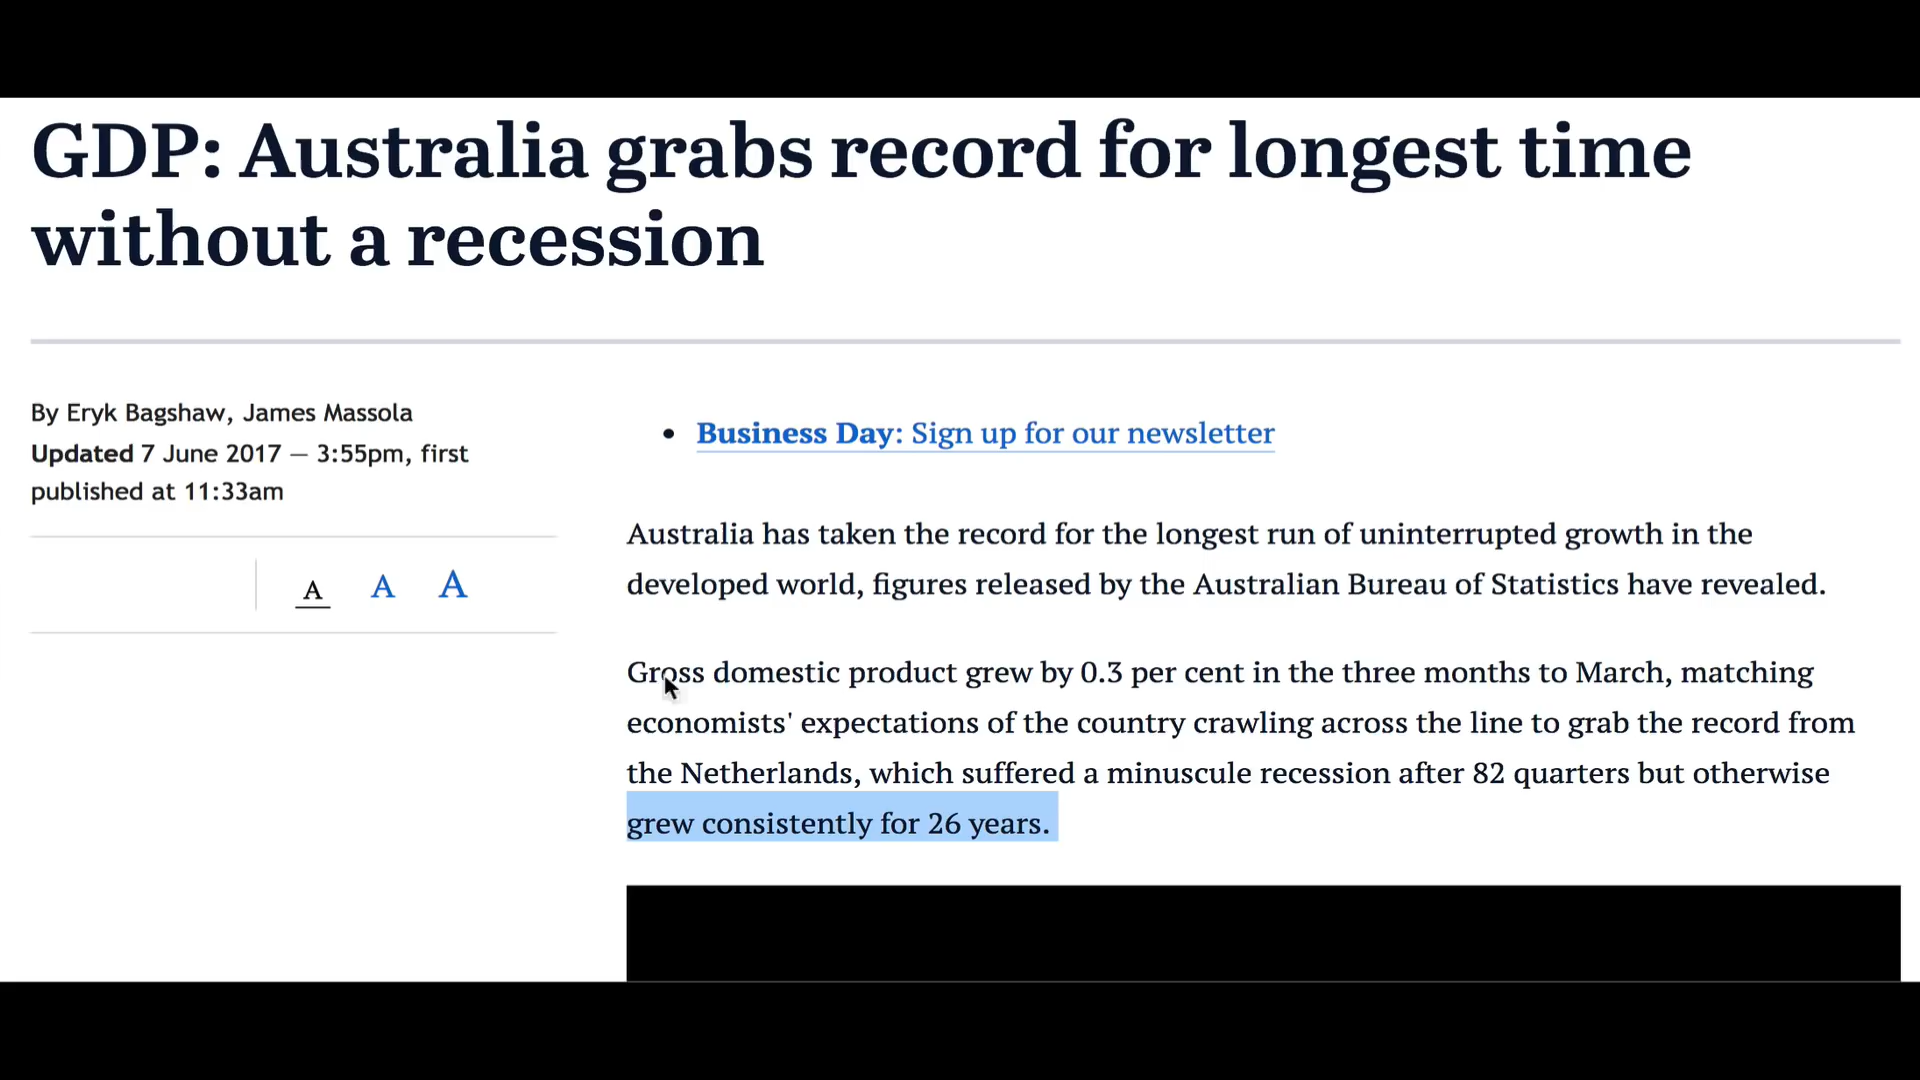 GDP: Australia grabs record for longest time
without a recession
By Eryk Bagshaw, James Massola
Updated 7 June 2017 — 3:55pm, first
published at 11:33am
A A A
Business Day: Sign up for our newsletter
Australia has taken the record for the longest run of uninterrupted growth in the
developed world, figures released by the Australian Bureau of Statistics have revealed.
Gross domestic product grew by 0.3 per cent in the three months to March, matching
economists' expectations of the country crawling across the line to grab the record from
the Netherlands, which suffered a minuscule recession after 82 quarters but otherwise
grew consistently for 26 years.